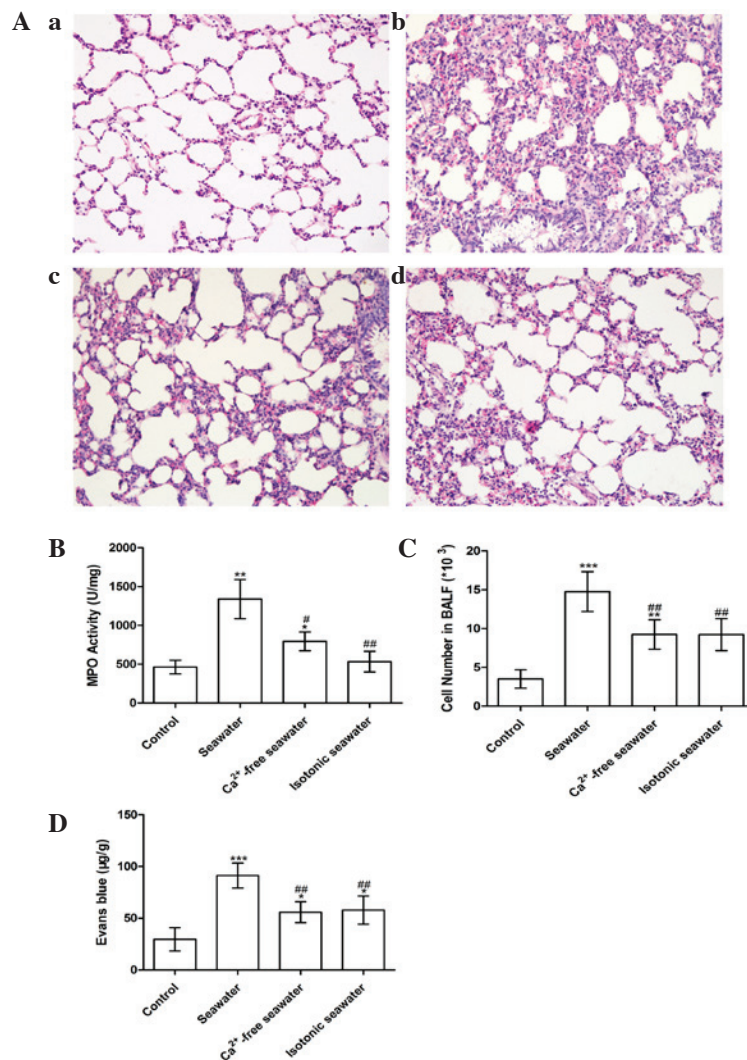 A a b
c d
B
MPO Activity (U/mg)
2000
1500
1000
500
0
**
#
*
##
Control
Seawater
Ca²⁺-free seawater
Isotonic seawater
C
Cell Number in BALF (*10 ³)
20
15
10
5
0
***
##
**
##
Control
Seawater
Ca²⁺-free seawater
Isotonic seawater
D
Evans blue (µg/g)
150
100
50
0
***
##
*
##
*
Control
Seawater
Ca²⁺-free seawater
Isotonic seawater